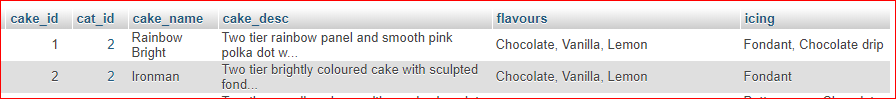 cake_id cat_id cake_name cake_desc flavours icing
1 2 Rainbow Bright Two tier rainbow panel and smooth pink polka dot w... Chocolate, Vanilla, Lemon Fondant, Chocolate drip
2 2 Ironman Two tier brightly coloured cake with sculpted fond... Chocolate, Vanilla, Lemon Fondant